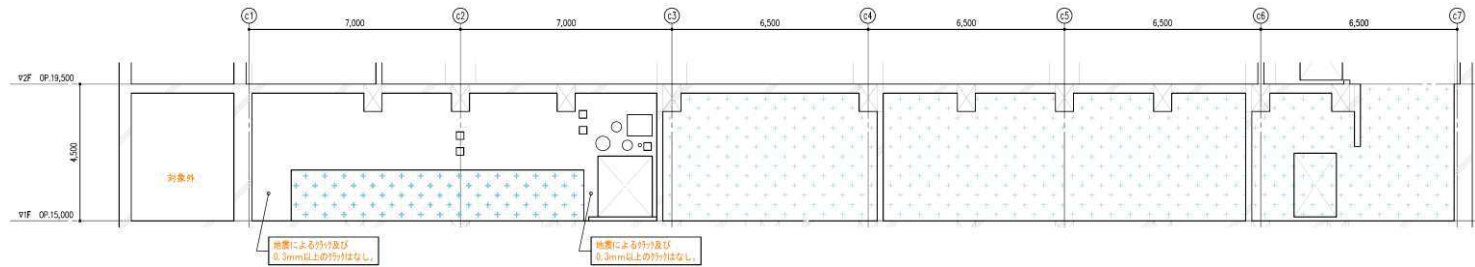 c1 c2 c3 c4 c5 c6 c7
7,000 7,000 6,500 6,500 6,500 6,500
▽2F OP.19,500
4,500
対象外
▽1F OP.15,000
地震によるクラック及び
0.3mm以上のクラックはなし。
地震によるクラック及び
0.3mm以上のクラックはなし。